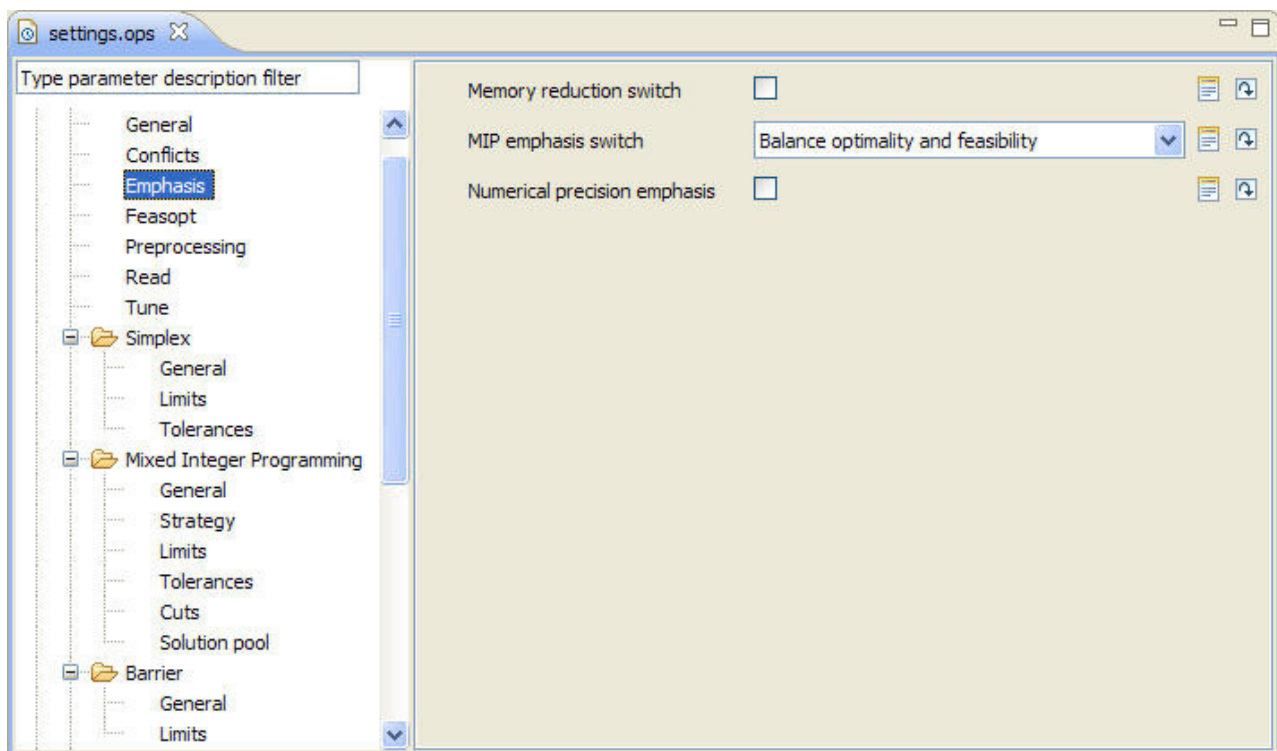 settings.ops
Type parameter description filter
General
Conflicts
Emphasis
Feasopt
Preprocessing
Read
Tune
Simplex
General
Limits
Tolerances
Mixed Integer Programming
General
Strategy
Limits
Tolerances
Cuts
Solution pool
Barrier
General
Limits
Memory reduction switch
MIP emphasis switch Balance optimality and feasibility
Numerical precision emphasis